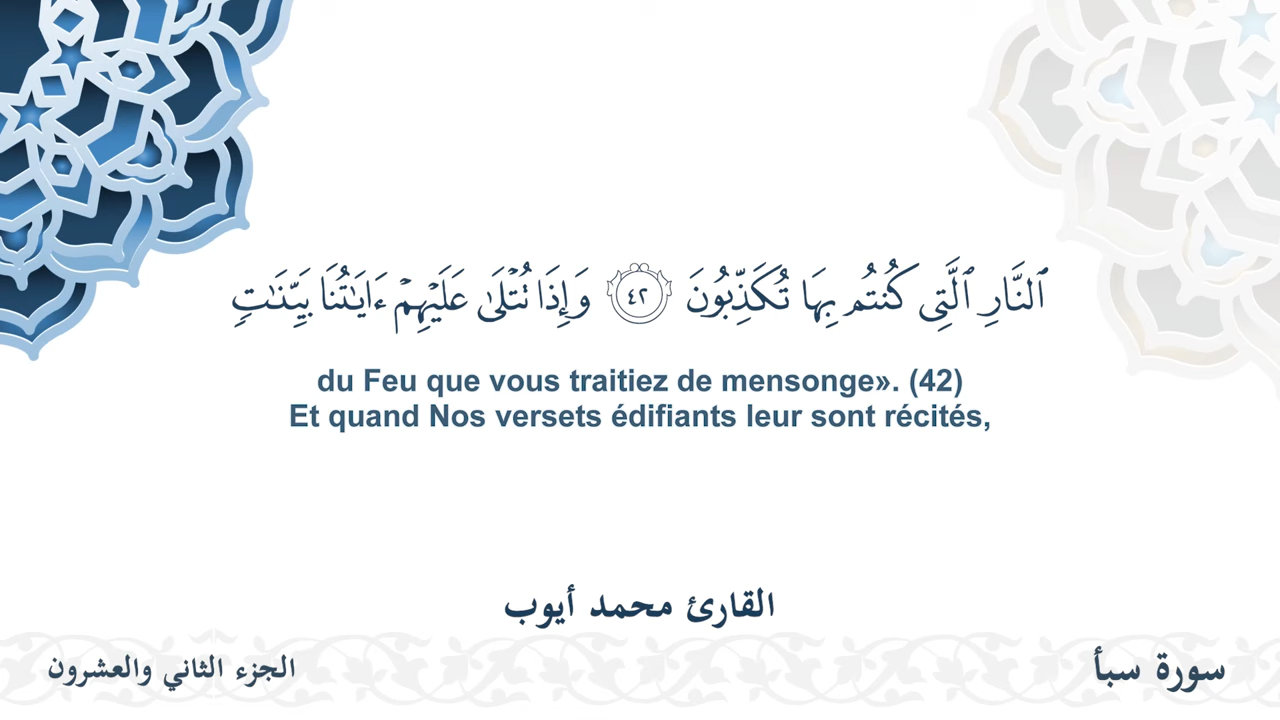 ٱلنَّارِ ٱلَّتِي كُنتُم بِهَا تُكَذِّبُونَ ٤٢ وَإِذَا تُتْلَىٰ عَلَيْهِمْ ءَايَٰتُنَا بَيِّنَٰتٖ
du Feu que vous traitiez de mensonge». (42)
Et quand Nos versets édifiants leur sont récités,
القارئ محمد أيوب
سورة سبأ
الجزء الثاني والعشرون